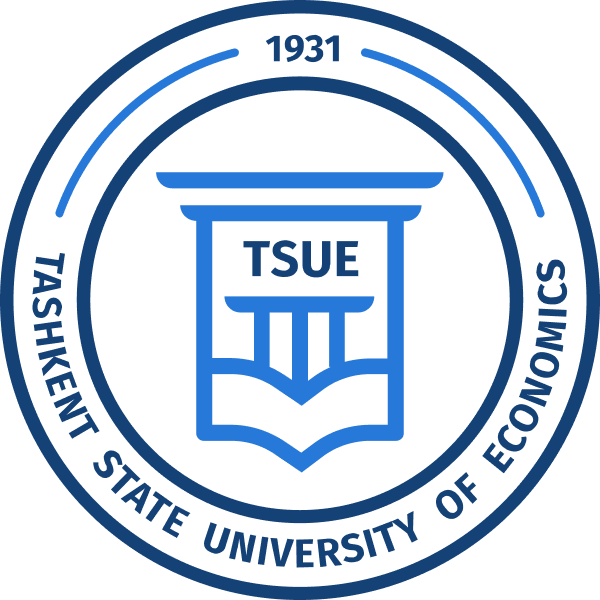 1931
TSUE
TASHKENT STATE UNIVERSITY OF ECONOMICS